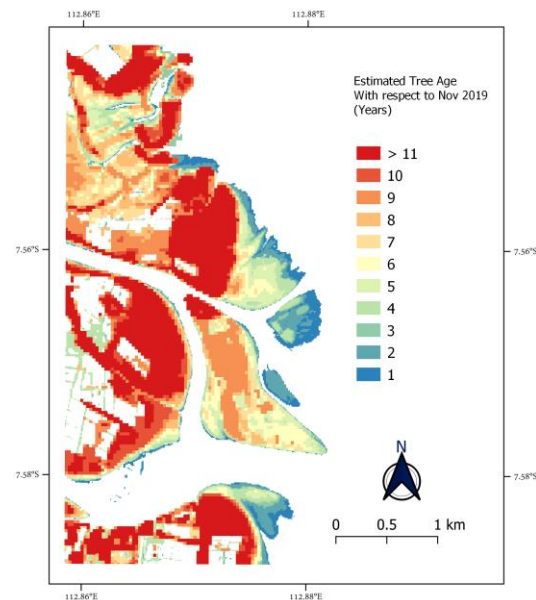 112.86°E 112.88°E
Estimated Tree Age
With respect to Nov 2019
(Years)
> 11
10
9
8
7
6
5
4
3
2
1
7.56°S 7.56°S
7.58°S 7.58°S
N
0 0.5 1 km
112.86°E 112.88°E